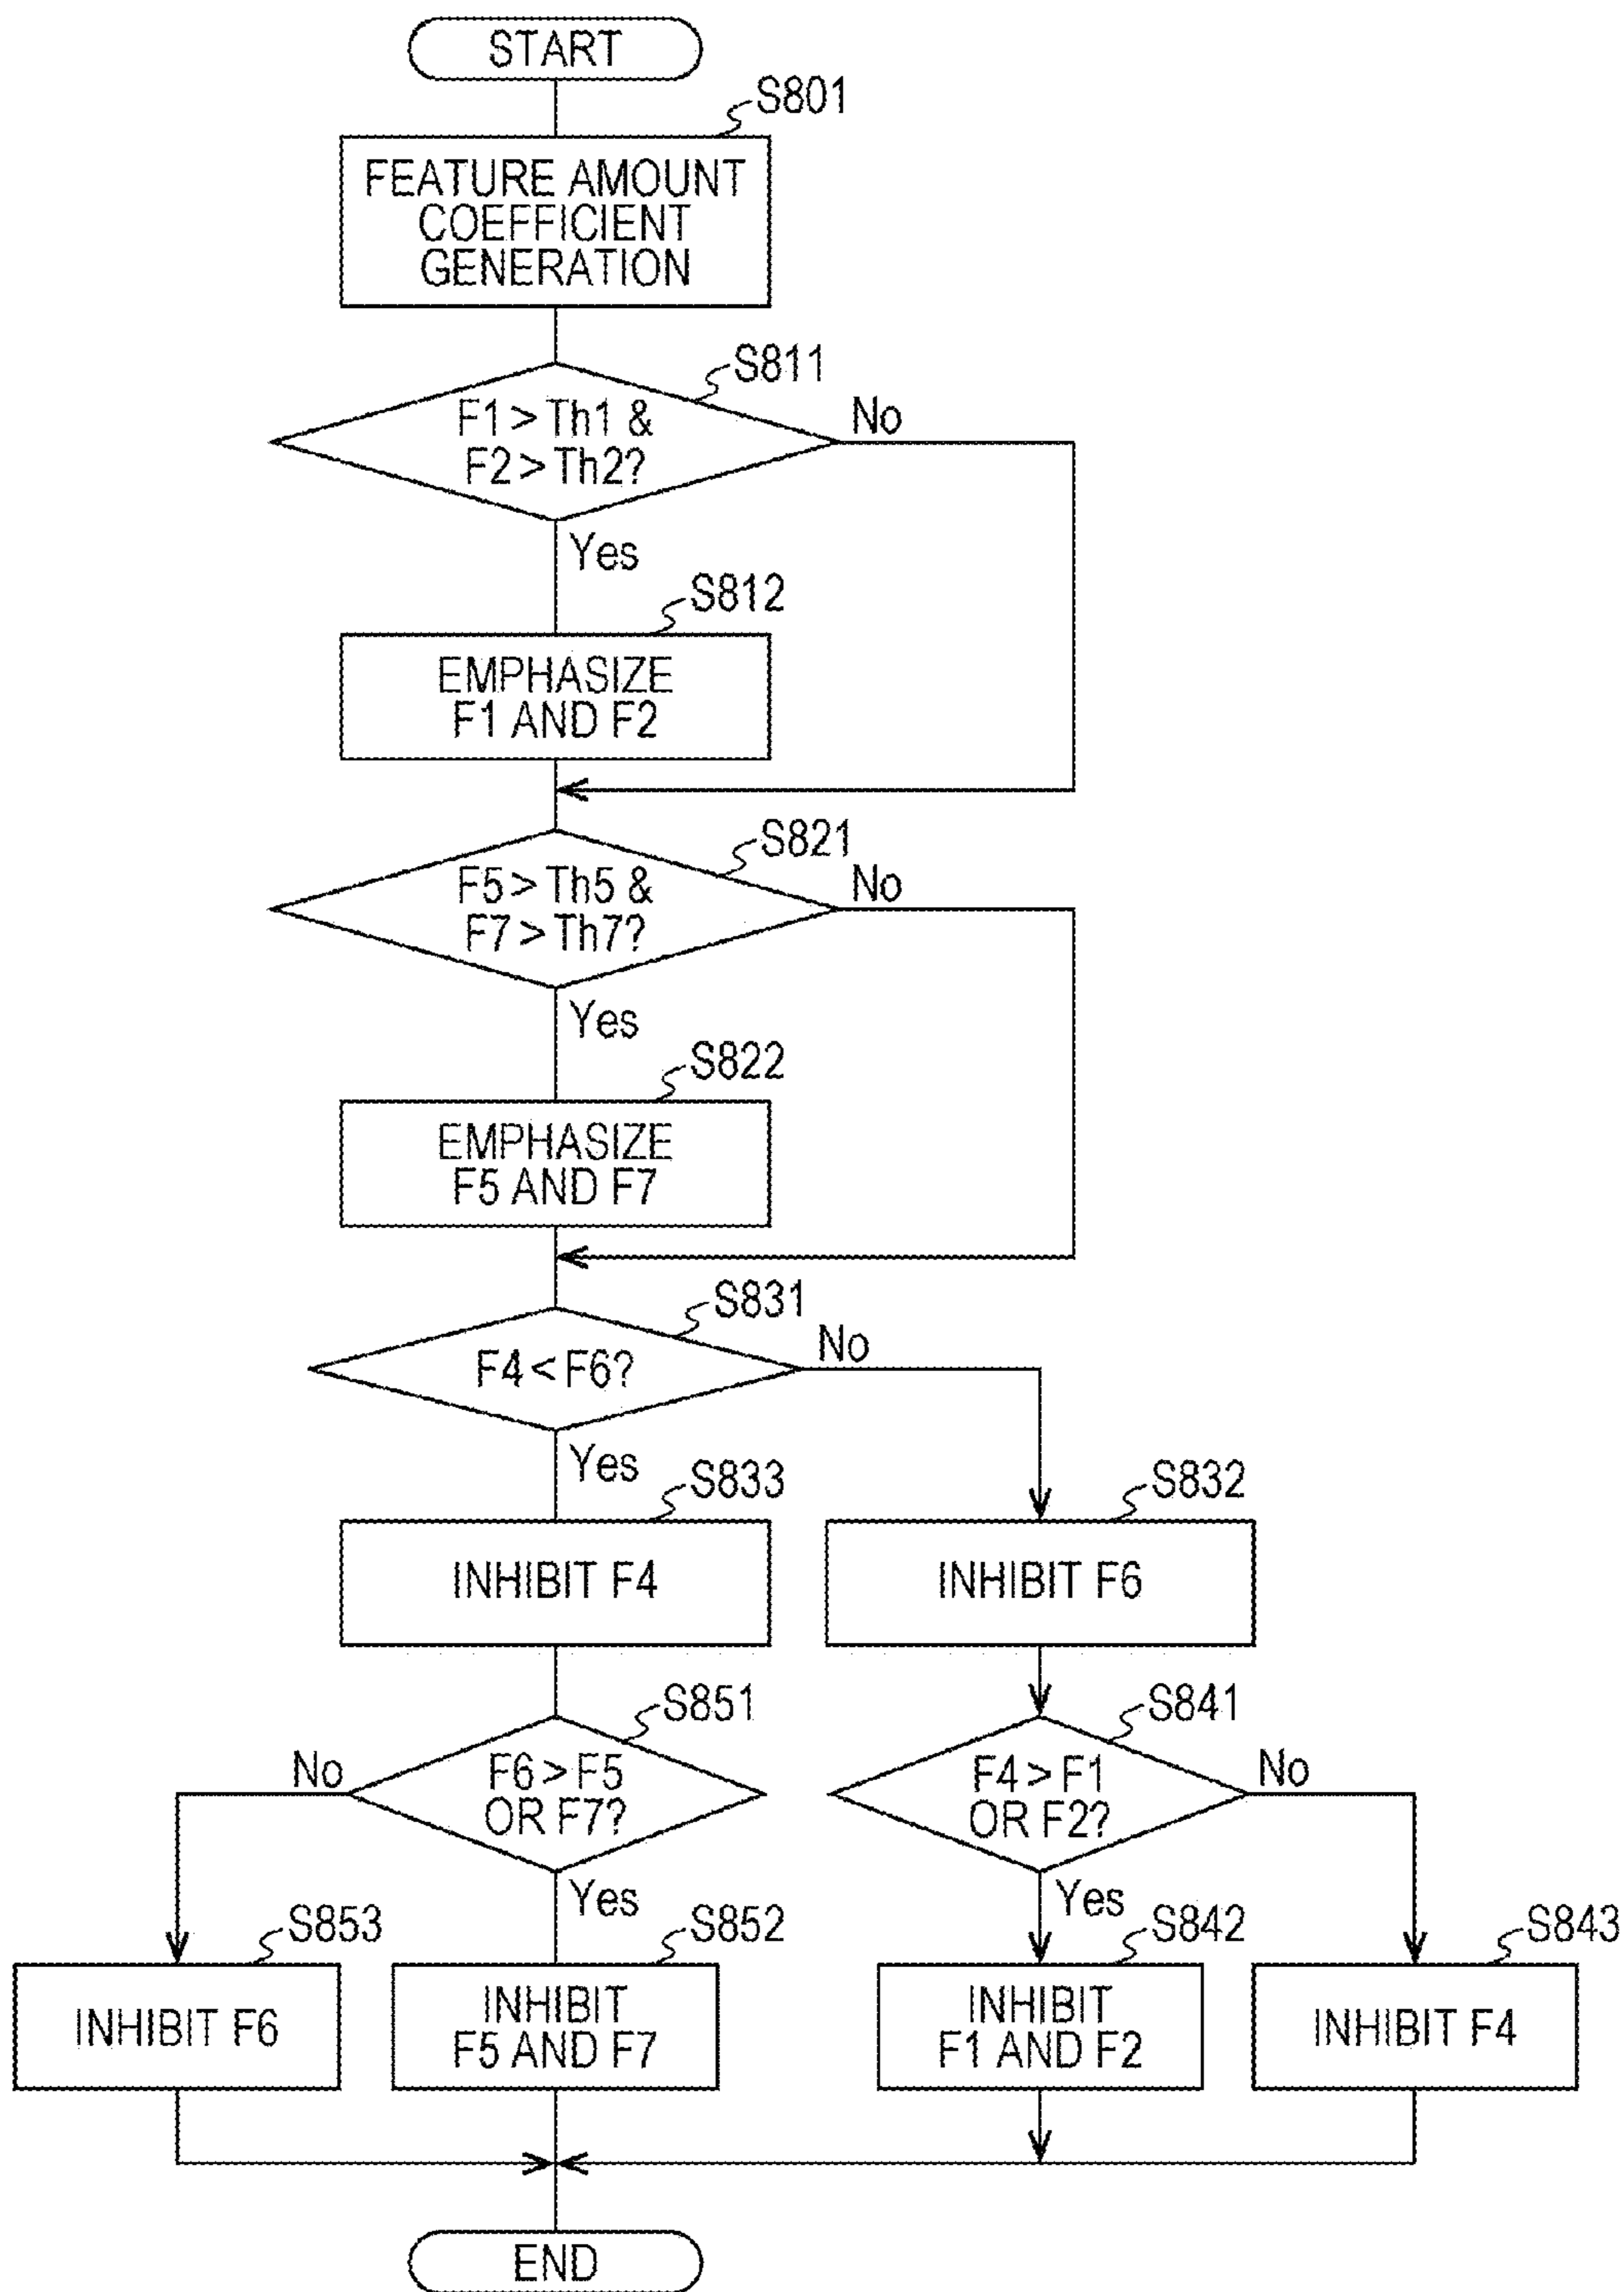 START
S801
FEATURE AMOUNT
COEFFICIENT
GENERATION
S811
F1 > Th1 &
F2 > Th2?
No
Yes
S812
EMPHASIZE
F1 AND F2
S821
F5 > Th5 &
F7 > Th7?
No
Yes
S822
EMPHASIZE
F5 AND F7
S831
F4 < F6?
No
Yes
S833
INHIBIT F4
S832
INHIBIT F6
S851
F6 > F5
OR F7?
No
Yes
S841
F4 > F1
OR F2?
No
Yes
S853
INHIBIT F6
S852
INHIBIT
F5 AND F7
S842
INHIBIT
F1 AND F2
S843
INHIBIT F4
END